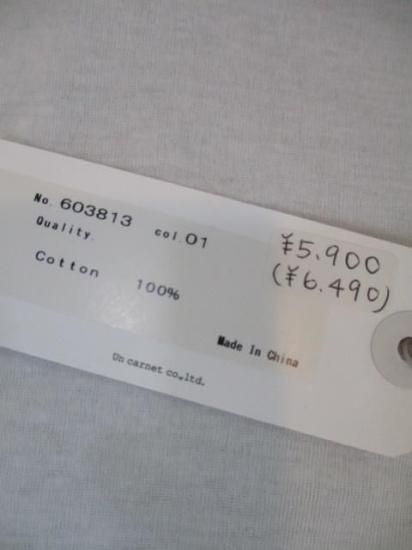 No. 603813 col. 01
Quality.
Cotton 100%
Made In China
Un carnet co.,ltd.
¥5.900
(¥6.490)